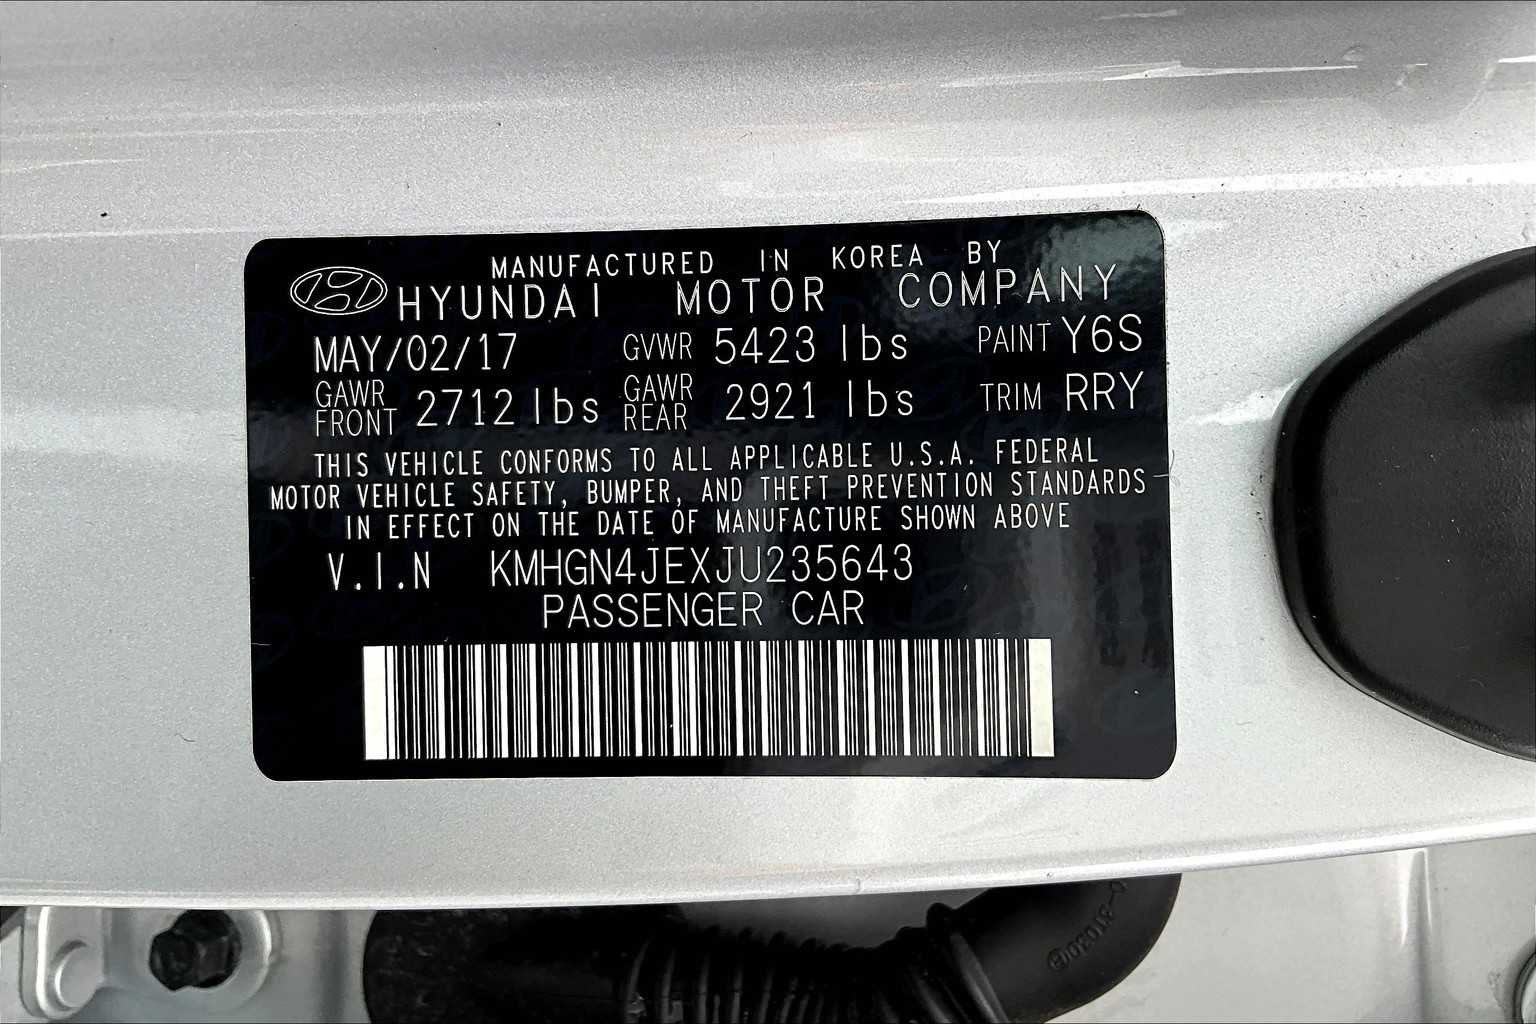 MANUFACTURED IN KOREA BY
HYUNDAI MOTOR COMPANY
MAY/02/17 GVWR 5423 lbs PAINT Y6S
GAWR FRONT 2712 lbs GAWR REAR 2921 lbs TRIM RRY
THIS VEHICLE CONFORMS TO ALL APPLICABLE U.S.A. FEDERAL
MOTOR VEHICLE SAFETY, BUMPER, AND THEFT PREVENTION STANDARDS
IN EFFECT ON THE DATE OF MANUFACTURE SHOWN ABOVE
V.I.N KMHGN4JEXJU235643
PASSENGER CAR